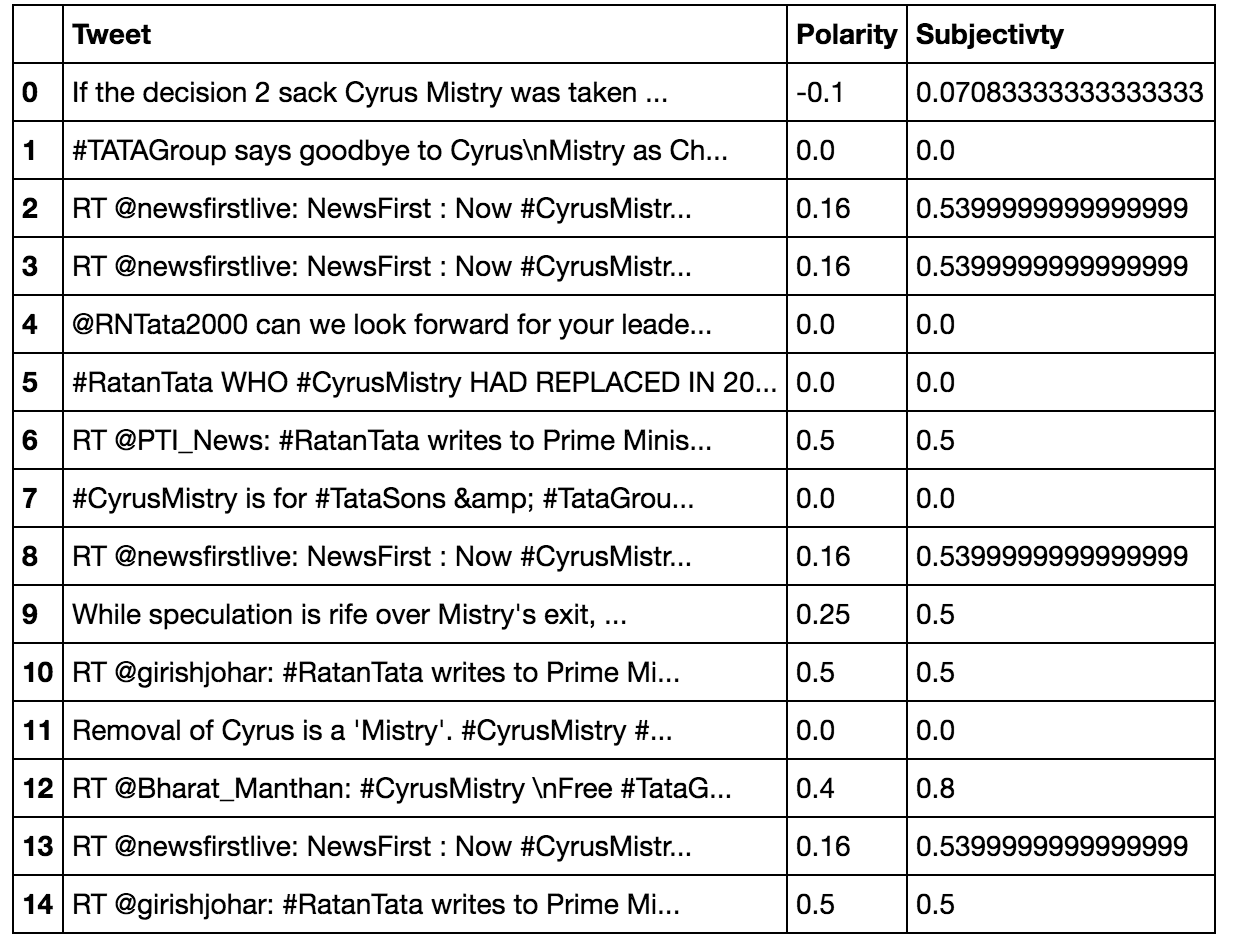 Tweet Polarity Subjectivty
0 If the decision 2 sack Cyrus Mistry was taken ... -0.1 0.07083333333333333
1 #TATAGroup says goodbye to Cyrus\nMistry as Ch... 0.0 0.0
2 RT @newsfirstlive: NewsFirst : Now #CyrusMistr... 0.16 0.5399999999999999
3 RT @newsfirstlive: NewsFirst : Now #CyrusMistr... 0.16 0.5399999999999999
4 @RNTata2000 can we look forward for your leade... 0.0 0.0
5 #RatanTata WHO #CyrusMistry HAD REPLACED IN 20... 0.0 0.0
6 RT @PTI_News: #RatanTata writes to Prime Minis... 0.5 0.5
7 #CyrusMistry is for #TataSons &amp; #TataGrou... 0.0 0.0
8 RT @newsfirstlive: NewsFirst : Now #CyrusMistr... 0.16 0.5399999999999999
9 While speculation is rife over Mistry's exit, ... 0.25 0.5
10 RT @girishjohar: #RatanTata writes to Prime Mi... 0.5 0.5
11 Removal of Cyrus is a 'Mistry'. #CyrusMistry #... 0.0 0.0
12 RT @Bharat_Manthan: #CyrusMistry \nFree #TataG... 0.4 0.8
13 RT @newsfirstlive: NewsFirst : Now #CyrusMistr... 0.16 0.5399999999999999
14 RT @girishjohar: #RatanTata writes to Prime Mi... 0.5 0.5